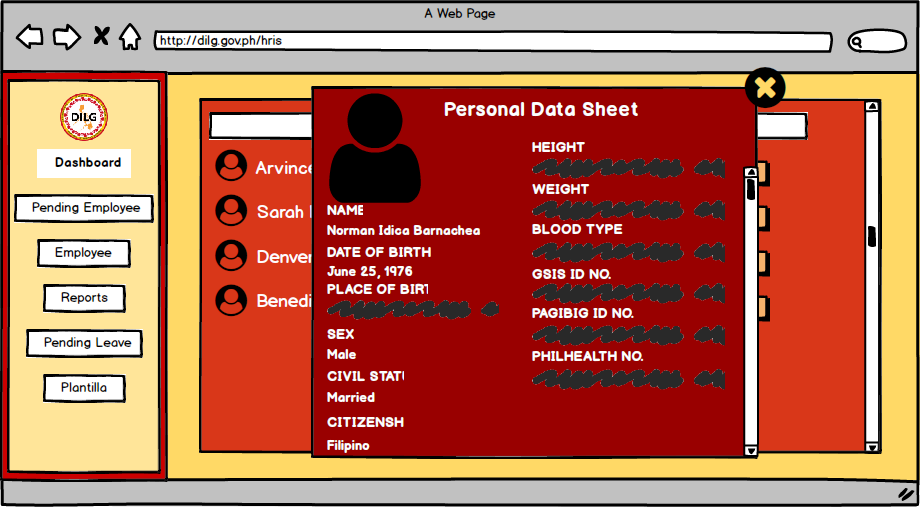 A Web Page
http://dilg.gov.ph/hris
DILG
Dashboard
Pending Employee
Employee
Reports
Pending Leave
Plantilla
Arvince
Sarah
Denver
Benedi
Personal Data Sheet
NAME
Norman Idica Barnachea
DATE OF BIRTH
June 25, 1976
PLACE OF BIRT
SEX
Male
CIVIL STATU
Married
CITIZENSH
Filipino
HEIGHT
WEIGHT
BLOOD TYPE
GSIS ID NO.
PAGIBIG ID NO.
PHILHEALTH NO.